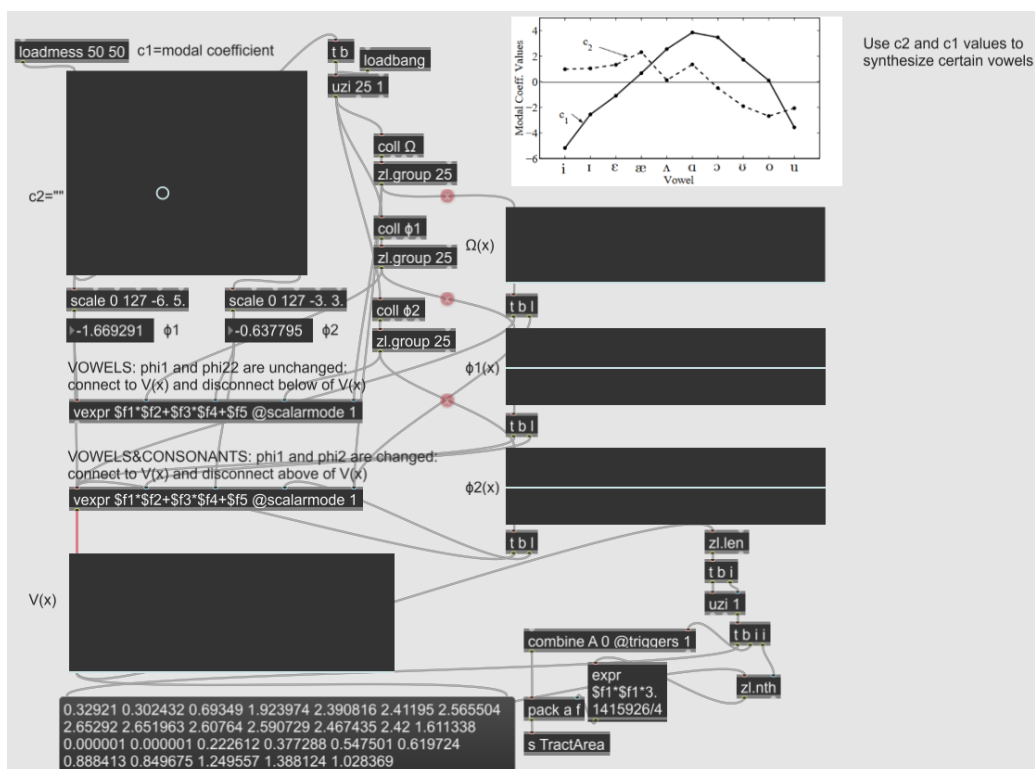 loadmess 50 50
c1=modal coefficient
t b
loadbang
uzi 25 1
coll Ω
zl.group 25
coll ϕ1
zl.group 25
coll ϕ2
zl.group 25
c2=""
scale 0 127 -6. 5.
scale 0 127 -3. 3.
-1.669291
ϕ1
-0.637795
ϕ2
VOWELS: phi1 and phi22 are unchanged:
connect to V(x) and disconnect below of V(x)
vexpr $f1*$f2+$f3*$f4+$f5 @scalarmode 1
VOWELS&CONSONANTS: phi1 and phi2 are changed:
connect to V(x) and disconnect above of V(x)
vexpr $f1*$f2+$f3*$f4+$f5 @scalarmode 1
V(x)
0.32921 0.302432 0.69349 1.923974 2.390816 2.41195 2.565504
2.65292 2.651963 2.60764 2.590729 2.467435 2.42 1.611338
0.000001 0.000001 0.222612 0.377288 0.547501 0.619724
0.888413 0.849675 1.249557 1.388124 1.028369
Modal Coeff. Values
4
2
0
-2
-4
-6
c2
c1
i ɪ ɛ æ ʌ ɑ ɔ ʊ o u
Vowel
Use c2 and c1 values to
synthesize certain vowels
Ω(x)
t b l
ϕ1(x)
t b l
ϕ2(x)
t b l
zl.len
t b i
uzi 1
t b i i
combine A 0 @triggers 1
expr
$f1*$f1*3.
1415926/4
zl.nth
pack a f
s TractArea